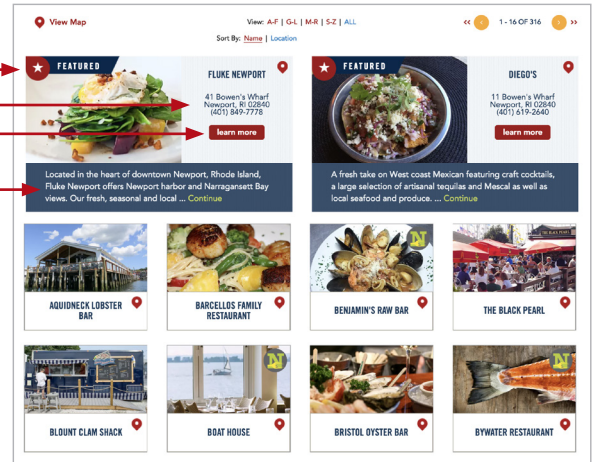 View Map
View: A-F | G-L | M-R | S-Z | ALL
« 1 - 16 OF 316 »
Sort By: Name | Location
FEATURED
FLUKE NEWPORT
41 Bowen's Wharf
Newport, RI 02840
(401) 849-7778
learn more
Located in the heart of downtown Newport, Rhode Island,
Fluke Newport offers Newport harbor and Narragansett Bay
views. Our fresh, seasonal and local ... Continue
FEATURED
DIEGO'S
11 Bowen's Wharf
Newport, RI 02840
(401) 619-2640
learn more
A fresh take on West coast Mexican featuring craft cocktails,
a large selection of artisanal tequilas and Mescal as well as
local seafood and produce. ... Continue
AQUIDNECK LOBSTER
BAR
BARCELLOS FAMILY
RESTAURANT
N
BENJAMIN'S RAW BAR
THE BLACK PEARL
THE BLACK PEARL
BLOUNT CLAM SHACK
N
BOAT HOUSE
BRISTOL OYSTER BAR
N
BYWATER RESTAURANT